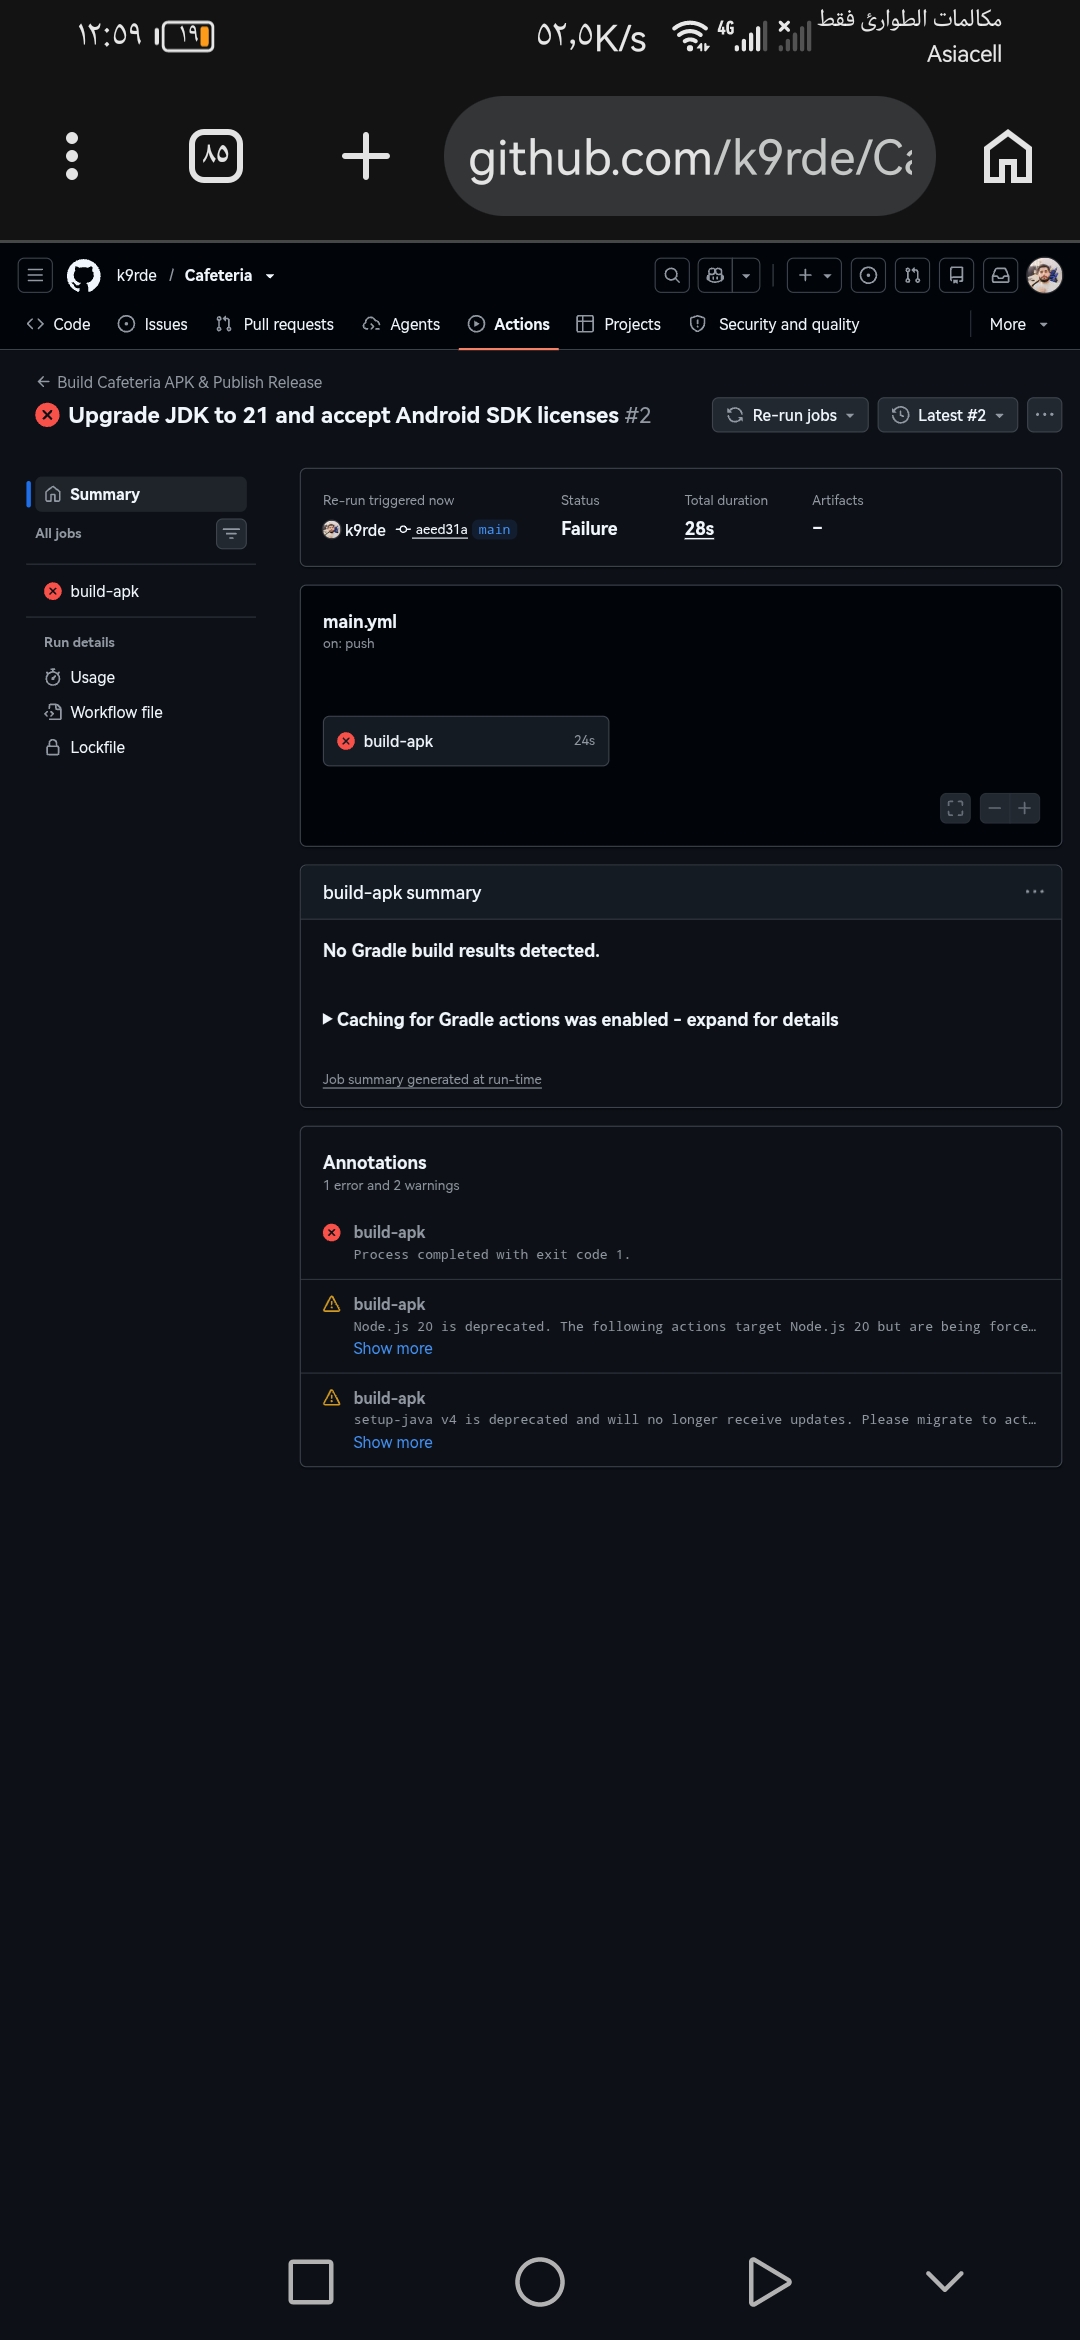 ١٢:٥٩
١٩
٥٢,٥K/s
4G
مكالمات الطوارئ فقط
Asiacell
٨٥
github.com/k9rde/Ca
k9rde / Cafeteria
Code
Issues
Pull requests
Agents
Actions
Projects
Security and quality
More
Build Cafeteria APK & Publish Release
Upgrade JDK to 21 and accept Android SDK licenses #2
Re-run jobs
Latest #2
Summary
All jobs
build-apk
Run details
Usage
Workflow file
Lockfile
Re-run triggered now
k9rde aeed31a main
Status
Failure
Total duration
28s
Artifacts
–
main.yml
on: push
build-apk 24s
build-apk summary
No Gradle build results detected.
Caching for Gradle actions was enabled - expand for details
Job summary generated at run-time
Annotations
1 error and 2 warnings
build-apk
Process completed with exit code 1.
build-apk
Node.js 20 is deprecated. The following actions target Node.js 20 but are being force…
Show more
build-apk
setup-java v4 is deprecated and will no longer receive updates. Please migrate to act…
Show more